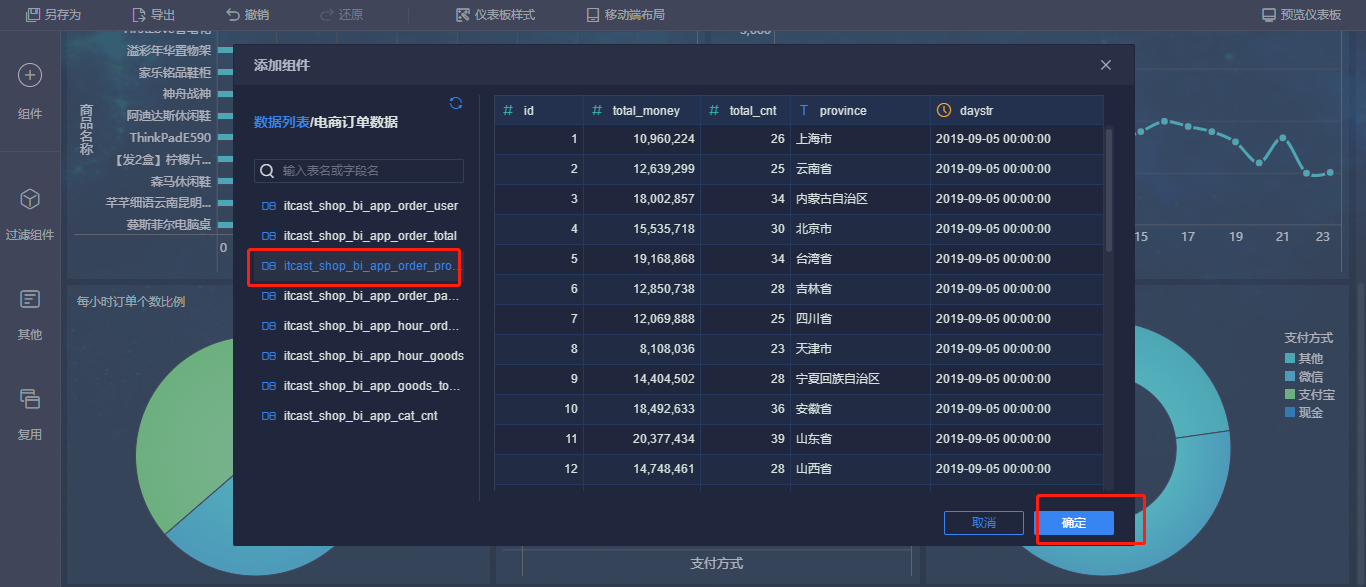 另存为 导出 撤销 还原 仪表板样式 移动端布局 预览仪表板
组件
过滤组件
其他
复用
商品名称
溢彩年华置物架
家乐铭品鞋柜
神舟战神
阿迪达斯休闲鞋
ThinkPadE590
【发2盒】柠檬片...
森马休闲鞋
芊芊细语云南昆明...
蔓斯菲尔电脑桌
0
每小时订单个数比例
添加组件
数据列表/电商订单数据
输入表名或字段名
DB itcast_shop_bi_app_order_user
DB itcast_shop_bi_app_order_total
DB itcast_shop_bi_app_order_pro...
DB itcast_shop_bi_app_order_pa...
DB itcast_shop_bi_app_hour_ord...
DB itcast_shop_bi_app_hour_goods
DB itcast_shop_bi_app_goods_to...
DB itcast_shop_bi_app_cat_cnt
# id # total_money # total_cnt T province daystr
1 10,960,224 26 上海市 2019-09-05 00:00:00
2 12,639,299 25 云南省 2019-09-05 00:00:00
3 18,002,857 34 内蒙古自治区 2019-09-05 00:00:00
4 15,535,718 30 北京市 2019-09-05 00:00:00
5 19,168,868 34 台湾省 2019-09-05 00:00:00
6 12,850,738 28 吉林省 2019-09-05 00:00:00
7 12,069,888 25 四川省 2019-09-05 00:00:00
8 8,108,036 23 天津市 2019-09-05 00:00:00
9 14,404,502 28 宁夏回族自治区 2019-09-05 00:00:00
10 18,492,633 36 安徽省 2019-09-05 00:00:00
11 20,377,434 39 山东省 2019-09-05 00:00:00
12 14,748,461 28 山西省 2019-09-05 00:00:00
取消 确定
15 17 19 21 23
支付方式
其他
微信
支付宝
现金
支付方式